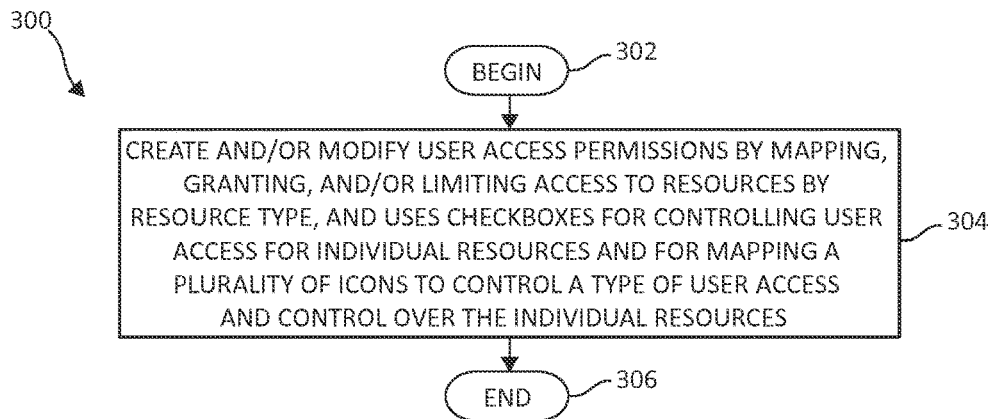 300
BEGIN
302
CREATE AND/OR MODIFY USER ACCESS PERMISSIONS BY MAPPING,
GRANTING, AND/OR LIMITING ACCESS TO RESOURCES BY
RESOURCE TYPE, AND USES CHECKBOXES FOR CONTROLLING USER
ACCESS FOR INDIVIDUAL RESOURCES AND FOR MAPPING A
PLURALITY OF ICONS TO CONTROL A TYPE OF USER ACCESS
AND CONTROL OVER THE INDIVIDUAL RESOURCES
304
END
306